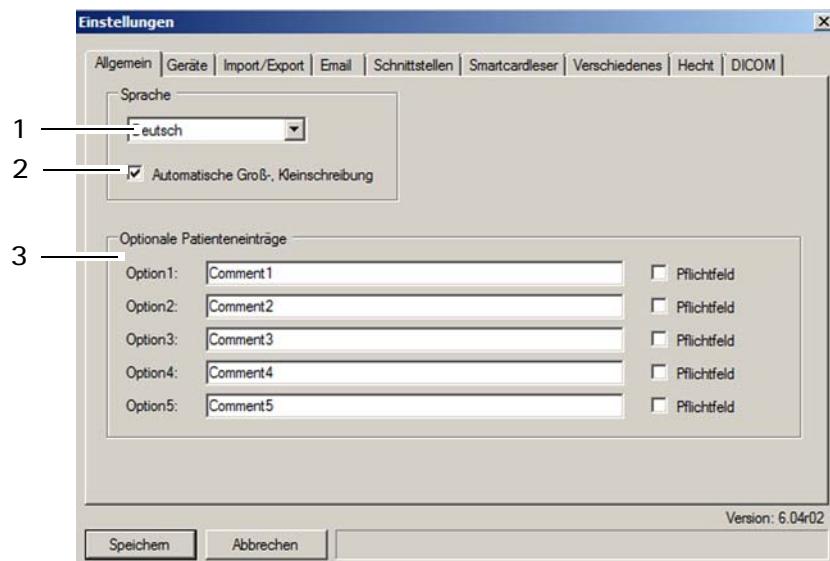 Einstellungen
Allgemein Geräte Import/Export Email Schnittstellen Smartcardleser Verschiedenes Hecht DICOM
Sprache
1 Deutsch
2 Automatische Groß-, Kleinschreibung
Optionale Patienteneinträge
3
Option1: Comment1 Pflichtfeld
Option2: Comment2 Pflichtfeld
Option3: Comment3 Pflichtfeld
Option4: Comment4 Pflichtfeld
Option5: Comment5 Pflichtfeld
Version: 6.04r02
Speichern Abbrechen